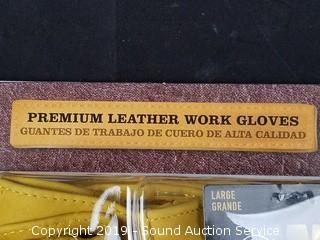 PREMIUM LEATHER WORK GLOVES
GUANTES DE TRABAJO DE CUERO DE ALTA CALIDAD
LARGE
GRANDE
Copyright 2019 - Sound Auction Service